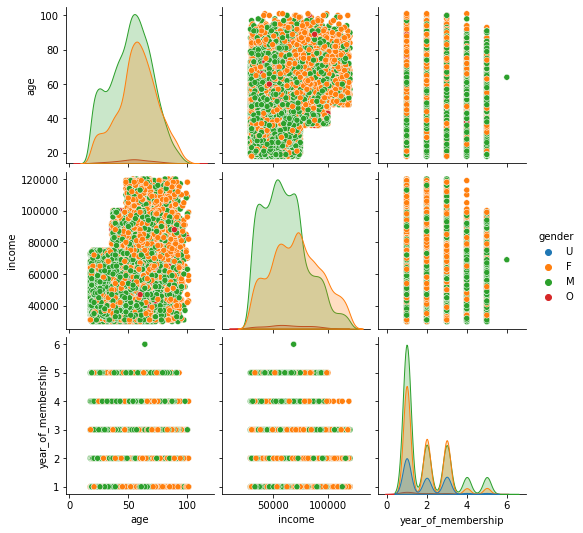 100
80
60
40
20
age
120000
100000
80000
60000
40000
income
gender
U
F
M
O
6
5
4
3
2
1
year_of_membership
0 50 100
age
50000 100000
income
0 2 4 6
year_of_membership